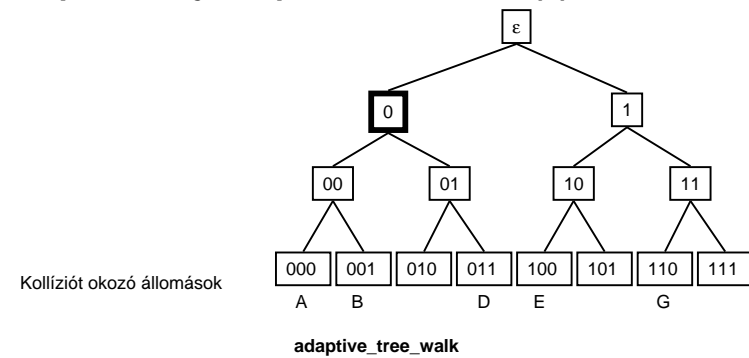 ε
0 1
00 01 10 11
000 001 010 011 100 101 110 111
Kollíziót okozó állomások
A B D E G
adaptive_tree_walk